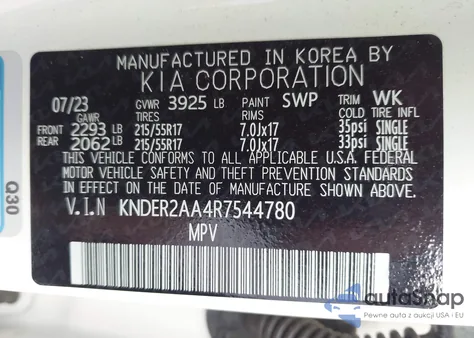 MANUFACTURED IN KOREA BY
KIA CORPORATION
07/23 GVWR 3925 LB PAINT SWP TRIM WK
GAWR TIRES RIMS COLD TIRE INFL
FRONT 2293 LB 215/55R17 7.0Jx17 35psi SINGLE
REAR 2062 LB 215/55R17 7.0Jx17 33psi SINGLE
THIS VEHICLE CONFORMS TO ALL APPLICABLE U.S.A. FEDERAL
MOTOR VEHICLE SAFETY AND THEFT PREVENTION STANDARDS
IN EFFECT ON THE DATE OF MANUFACTURE SHOWN ABOVE.
V.I.N KNDER2AA4R7544780
MPV
Q30
autoSnap
Pewne auta z aukcji USA i EU